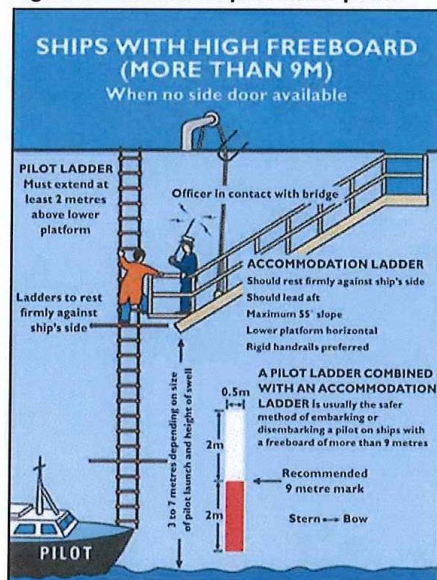 SHIPS WITH HIGH FREEBOARD
(MORE THAN 9M)
When no side door available
PILOT LADDER
Must extend at
least 2 metres
above lower
platform
Officer in contact with bridge
Ladders to rest
firmly against
ship's side
ACCOMMODATION LADDER
Should rest firmly against ship's side
Should lead aft
Maximum 55° slope
Lower platform horizontal
Rigid handrails preferred
3 to 7 metres depending on size
of pilot launch and height of swell
A PILOT LADDER COMBINED
WITH AN ACCOMMODATION
LADDER is usually the safer
method of embarking or
disembarking a pilot on ships with
a freeboard of more than 9 metres
0.5m
2m
2m
Recommended
9 metre mark
Stern Bow
PILOT